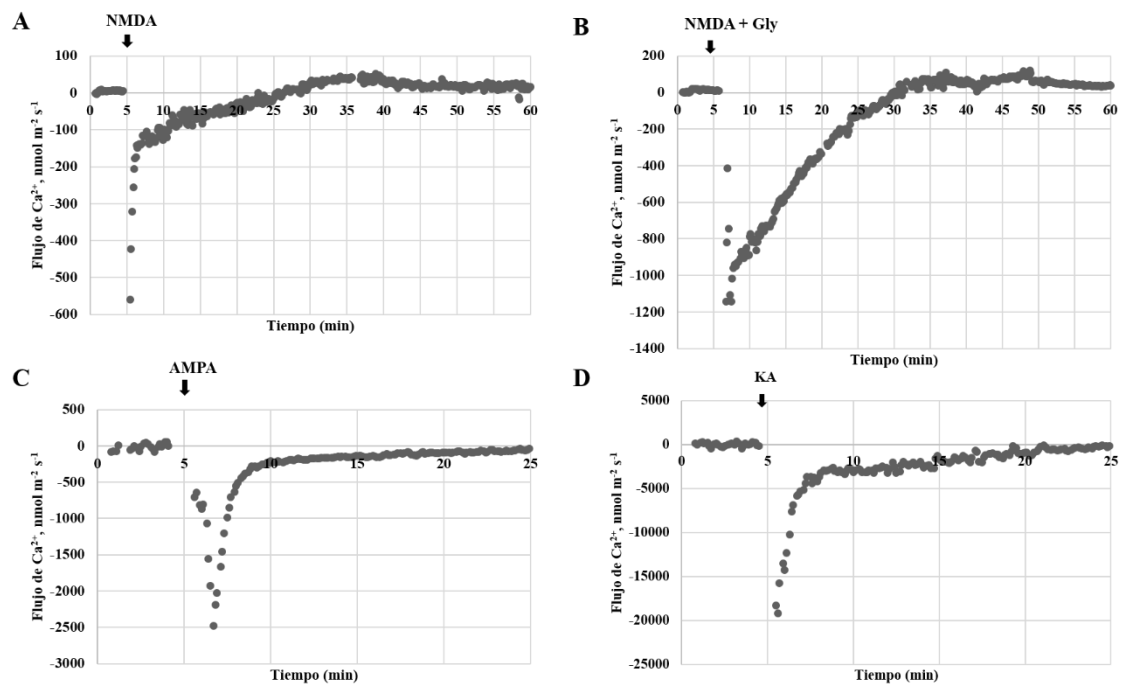 A
NMDA
100
0
-100
-200
-300
-400
-500
-600
0 5 10 15 20 25 30 35 40 45 50 55 60
Flujo de Ca²⁺, nmol m⁻² s⁻¹
Tiempo (min)
B
NMDA + Gly
200
0
-200
-400
-600
-800
-1000
-1200
-1400
0 5 10 15 20 25 30 35 40 45 50 55 60
Flujo de Ca²⁺, nmol m⁻² s⁻¹
Tiempo (min)
C
AMPA
500
0
-500
-1000
-1500
-2000
-2500
-3000
0 5 10 15 20 25
Flujo de Ca²⁺, nmol m⁻² s⁻¹
Tiempo (min)
D
KA
5000
0
-5000
-10000
-15000
-20000
-25000
0 5 10 15 20 25
Flujo de Ca²⁺, nmol m⁻² s⁻¹
Tiempo (min)